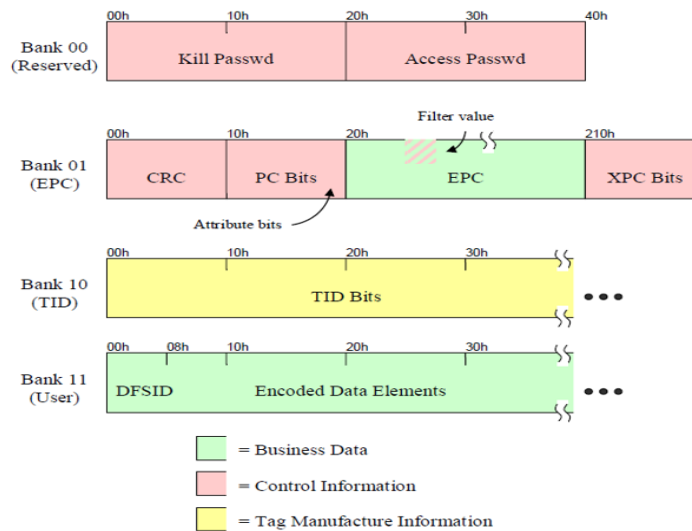 00h 10h 20h 30h 40h
Bank 00
(Reserved)
Kill Passwd Access Passwd
Filter value
00h 10h 20h 210h
Bank 01
(EPC)
CRC PC Bits EPC XPC Bits
Attribute bits
00h 10h 20h 30h
Bank 10
(TID)
TID Bits
00h 08h 10h 20h 30h
Bank 11
(User)
DFSID Encoded Data Elements
= Business Data
= Control Information
= Tag Manufacture Information